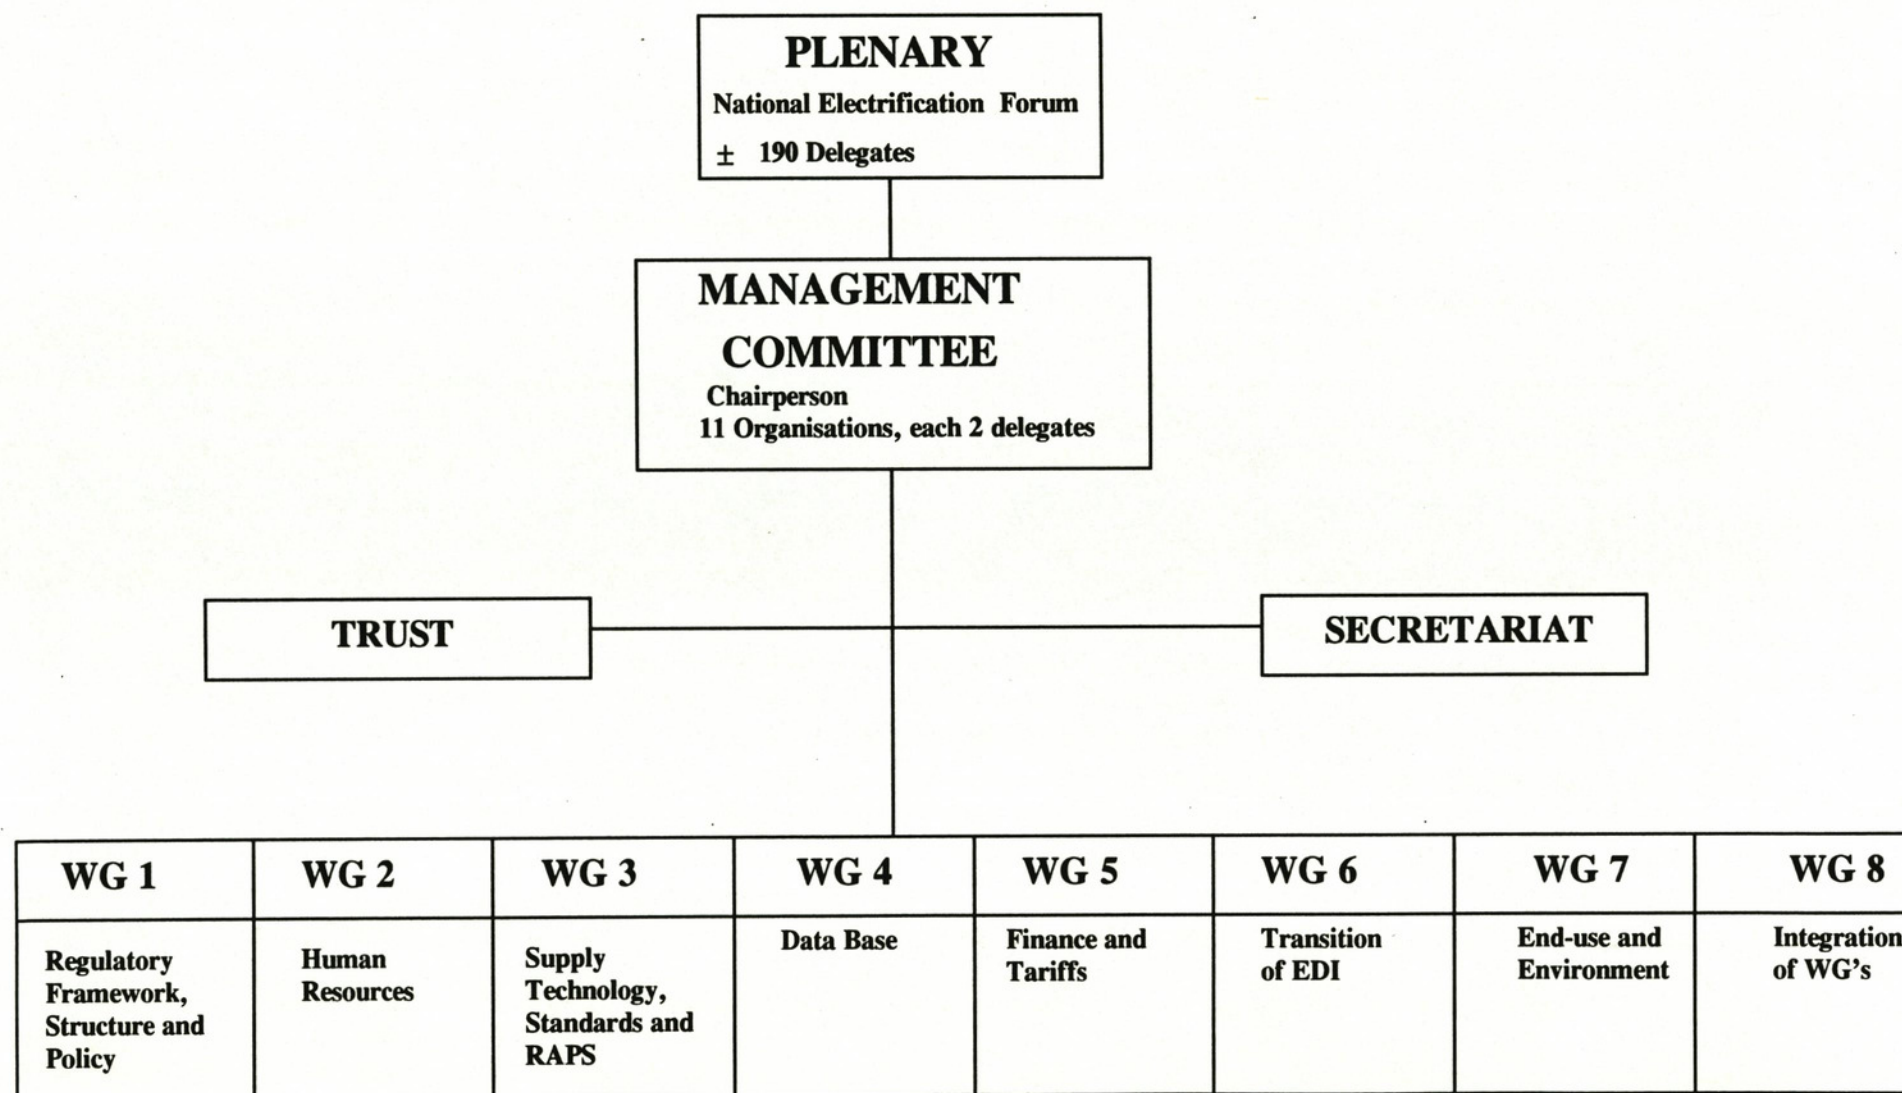 PLENARY
National Electrification Forum
± 190 Delegates
MANAGEMENT
COMMITTEE
Chairperson
11 Organisations, each 2 delegates
TRUST
SECRETARIAT
WG 1
WG 2
WG 3
WG 4
WG 5
WG 6
WG 7
WG 8
Regulatory
Framework,
Structure and
Policy
Human
Resources
Supply
Technology,
Standards and
RAPS
Data Base
Finance and
Tariffs
Transition
of EDI
End-use and
Environment
Integration
of WG's